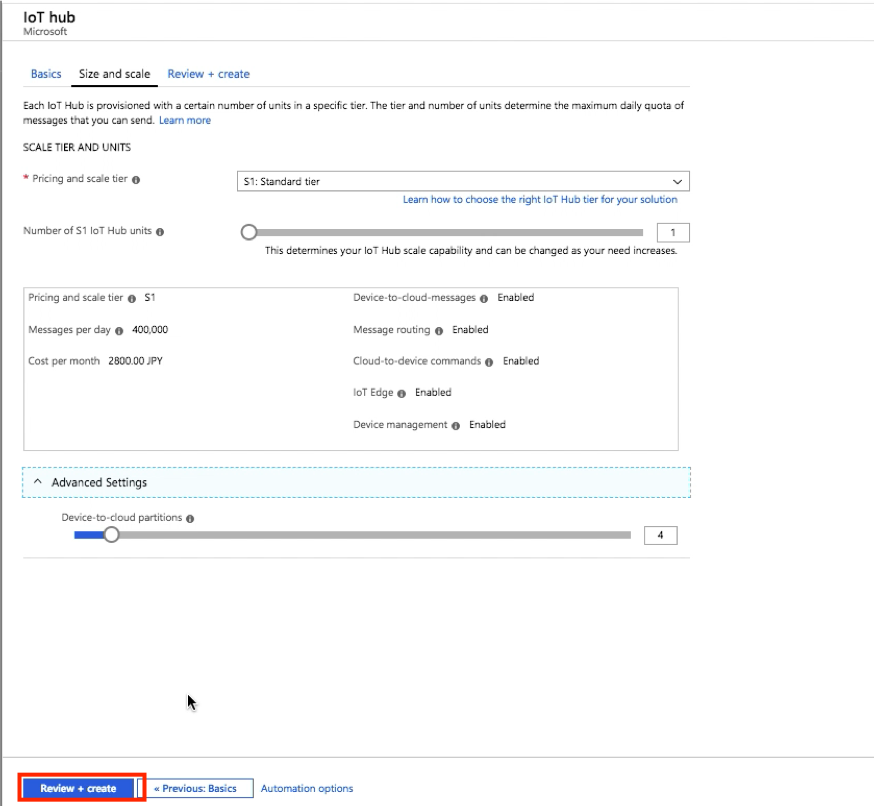 IoT hub
Microsoft
Basics Size and scale Review + create
Each IoT Hub is provisioned with a certain number of units in a specific tier. The tier and number of units determine the maximum daily quota of
messages that you can send. Learn more
SCALE TIER AND UNITS
* Pricing and scale tier S1: Standard tier
Learn how to choose the right IoT Hub tier for your solution
Number of S1 IoT Hub units 1
This determines your IoT Hub scale capability and can be changed as your need increases.
Pricing and scale tier S1 Device-to-cloud-messages Enabled
Messages per day 400,000 Message routing Enabled
Cost per month 2800.00 JPY Cloud-to-device commands Enabled
IoT Edge Enabled
Device management Enabled
Advanced Settings
Device-to-cloud partitions
4
Review + create « Previous: Basics Automation options